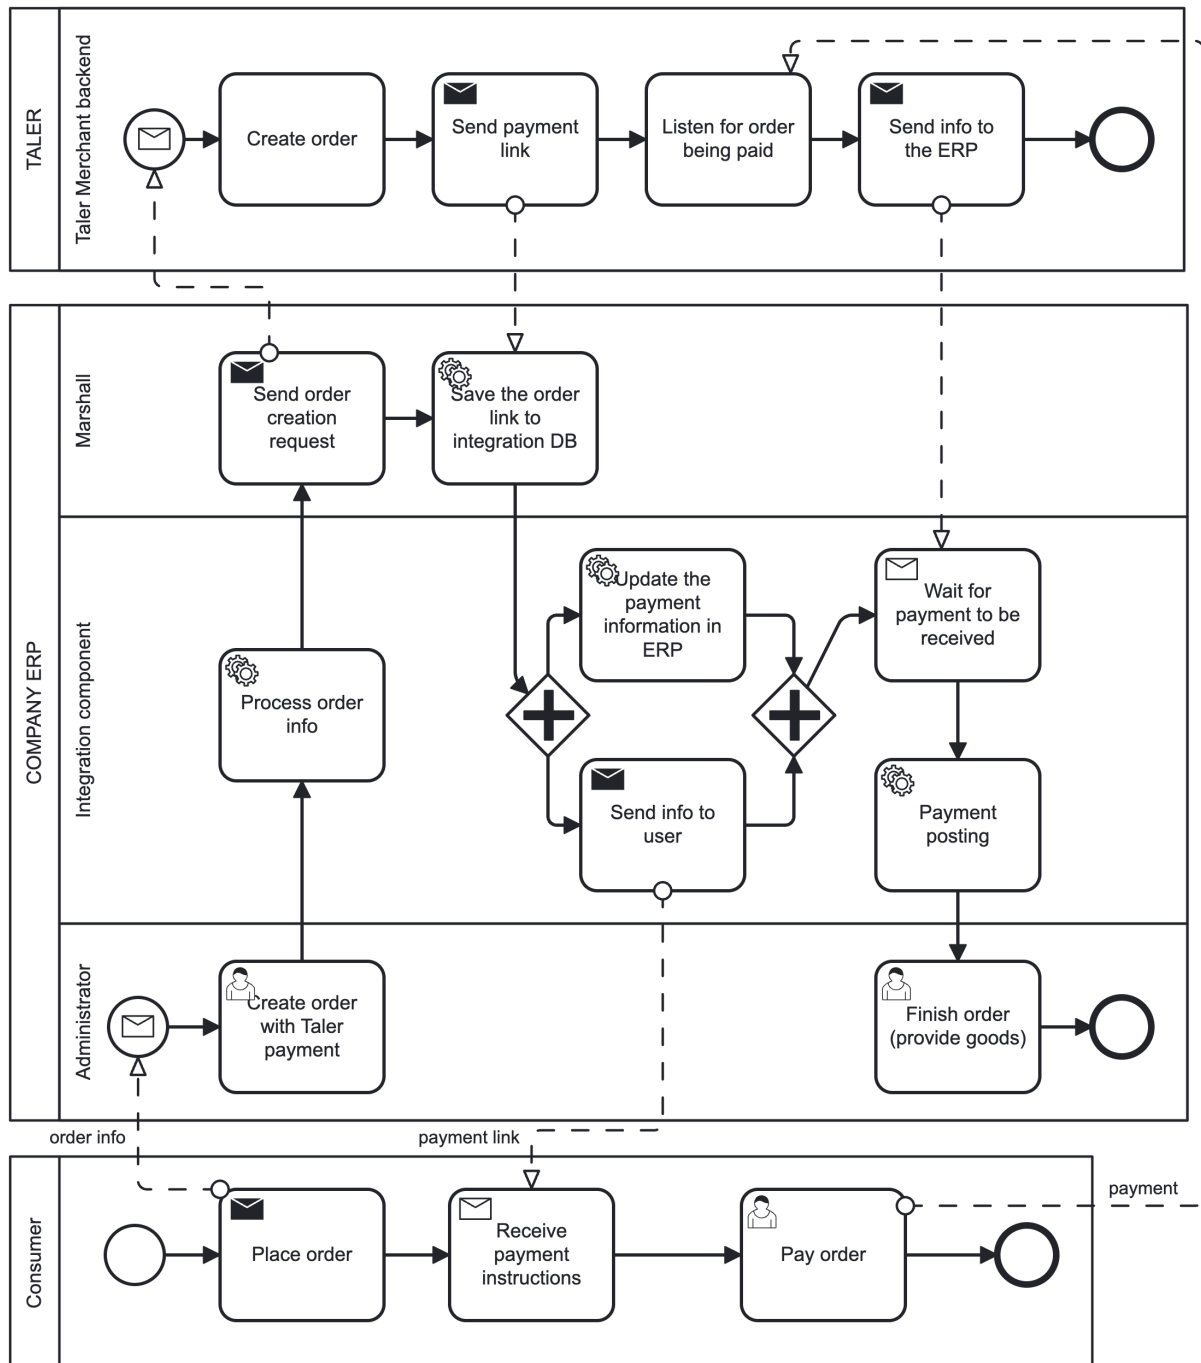 TALER
Taler Merchant backend
Create order
Send payment
link
Listen for order
being paid
Send info to
the ERP
COMPANY ERP
Marshall
Send order
creation
request
Save the order
link to
integration DB
Integration component
Process order
info
Update the
payment
information in
ERP
Send info to
user
Wait for
payment to be
received
Payment
posting
Administrator
Create order
with Taler
payment
Finish order
(provide goods)
order info
payment link
payment
Consumer
Place order
Receive
payment
instructions
Pay order